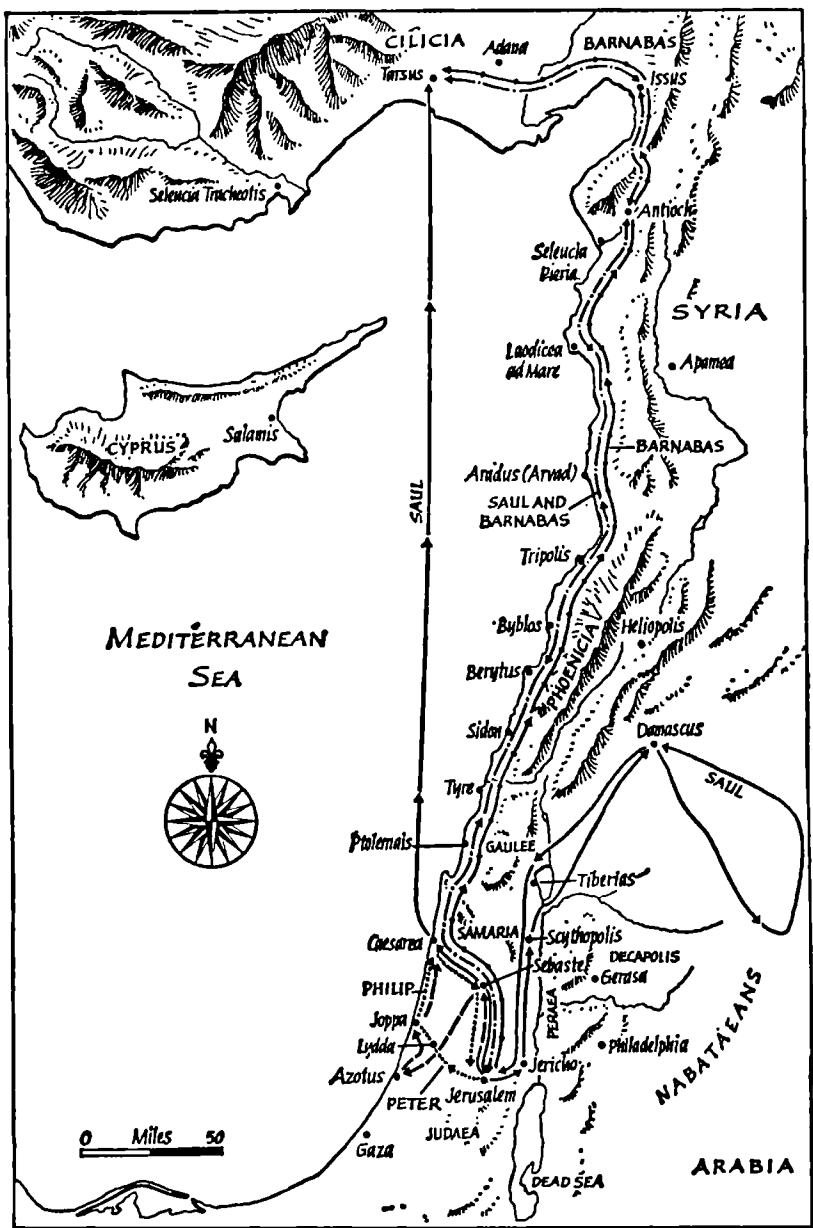 CILICIA
Adana
BARNABAS
Tarsus
Issus
Seleucia Tracheotis
Antioch
Seleucia
Pieria
SYRIA
Laodicea
ad Mare
Apamea
CYPRUS
Salamis
BARNABAS
Aradus (Arvad)
SAUL AND
BARNABAS
SAUL
Tripolis
Byblos
PHOENICIA
Heliopolis
MEDITERRANEAN
SEA
Berytus
N
Sidon
Damascus
SAUL
Tyre
Ptolemais
GALILEE
Tiberias
Caesarea
SAMARIA
Scythopolis
Sebaste
DECAPOLIS
Gerasa
PHILIP
Joppa
PERAEA
Lydda
Philadelphia
NABATAEANS
Azotus
Jericho
PETER
Jerusalem
JUDAEA
0 Miles 50
Gaza
DEAD SEA
ARABIA